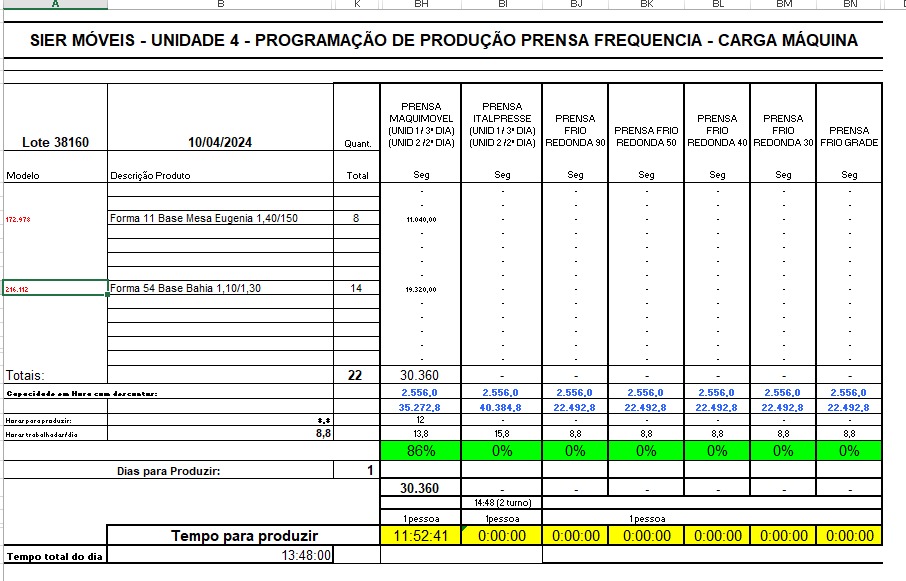 A B K BH BI BJ BK BL BM BN
SIER MÓVEIS - UNIDADE 4 - PROGRAMAÇÃO DE PRODUÇÃO PRENSA FREQUENCIA - CARGA MÁQUINA
Lote 38160 10/04/2024 Quant. PRENSA MAQUIMOVEL (UNID 1 / 3ª DIA) (UNID 2 /2ª DIA) PRENSA ITALPRESSE (UNID 1 / 3ª DIA) (UNID 2 /2ª DIA) PRENSA FRIO REDONDA 90 PRENSA FRIO REDONDA 50 PRENSA FRIO REDONDA 40 PRENSA FRIO REDONDA 30 PRENSA FRIO GRADE
Modelo Descrição Produto Total Seg Seg Seg Seg Seg Seg Seg
- - - - - - -
- - - - - - -
172.973 Forma 11 Base Mesa Eugenia 1,40/150 8 11.040,00 - - - - - -
- - - - - - -
- - - - - - -
- - - - - - -
- - - - - - -
216.112 Forma 54 Base Bahia 1,10/1,30 14 19.320,00 - - - - - -
- - - - - - -
- - - - - - -
- - - - - - -
- - - - - - -
- - - - - - -
Totais: 22 30.360 - - - - - -
Capacidade em Hora com descontar: 2.556,0 2.556,0 2.556,0 2.556,0 2.556,0 2.556,0 2.556,0
35.272,8 40.384,8 22.492,8 22.492,8 22.492,8 22.492,8 22.492,8
Horas para produzir: 8,8 12 - - - - - -
Horas trabalhadas/dia 8,8 13,8 15,8 8,8 8,8 8,8 8,8 8,8
86% 0% 0% 0% 0% 0% 0%
Dias para Produzir: 1
30.360 - - - - - -
14:48 (2 turno)
1 pessoa 1pessoa 1 pessoa
Tempo para produzir 11:52:41 0:00:00 0:00:00 0:00:00 0:00:00 0:00:00 0:00:00
Tempo total do dia 13:48:00